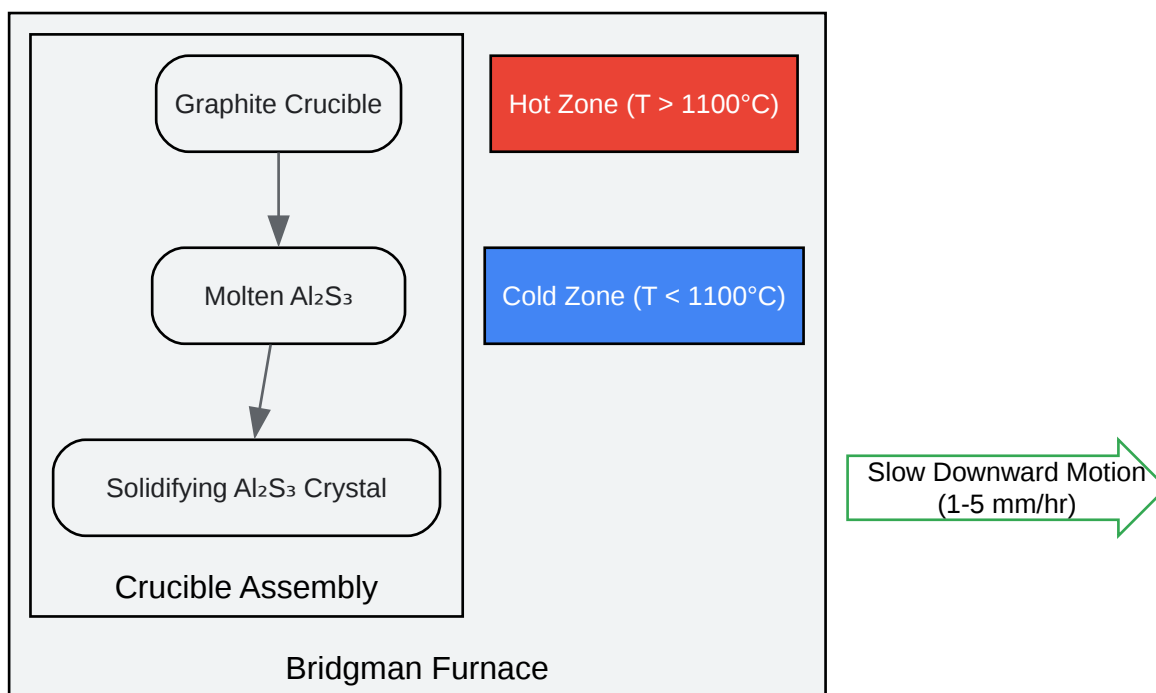 Graphite Crucible
Hot Zone (T > 1100°C)
Molten Al₂S₃
Cold Zone (T < 1100°C)
Solidifying Al₂S₃ Crystal
Slow Downward Motion
(1-5 mm/hr)
Crucible Assembly
Bridgman Furnace